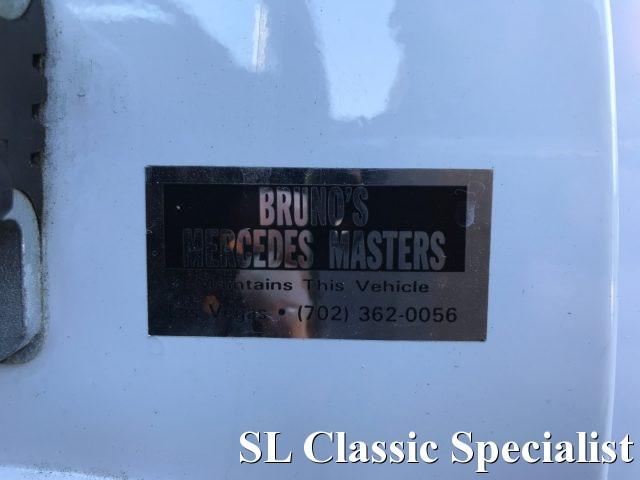 BRUNO'S
MERCEDES MASTERS
Maintains This Vehicle
Las Vegas • (702) 362-0056
SL Classic Specialist